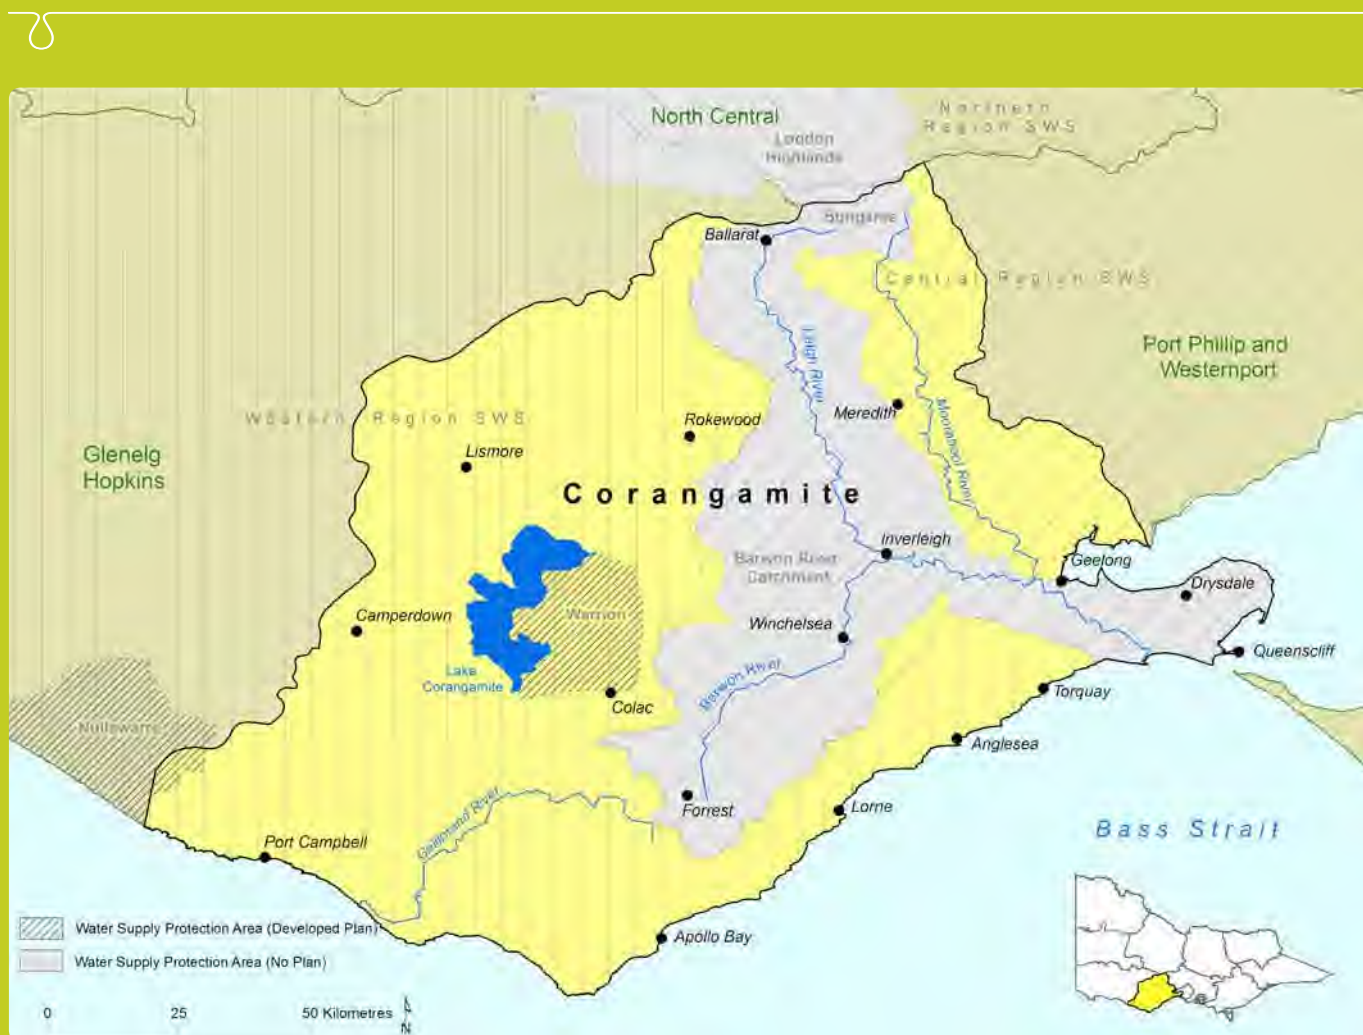 North Central
Northern
Region SWS
Loddon
Highlands
Bungaree
Ballarat
Central Region SWS
Port Phillip and
Westernport
Leigh River
Meredith
Moorabool River
Rokewood
Western Region SWS
Glenelg
Hopkins
Lismore
Corangamite
Inverleigh
Barwon River
Catchment
Geelong
Drysdale
Camperdown
Warrion
Winchelsea
Queenscliff
Lake
Corangamite
Barwon River
Colac
Torquay
Nullawarre
Anglesea
Forrest
Lorne
Gellibrand River
Port Campbell
Bass Strait
Apollo Bay
Water Supply Protection Area (Developed Plan)
Water Supply Protection Area (No Plan)
0 25 50 Kilometres
N